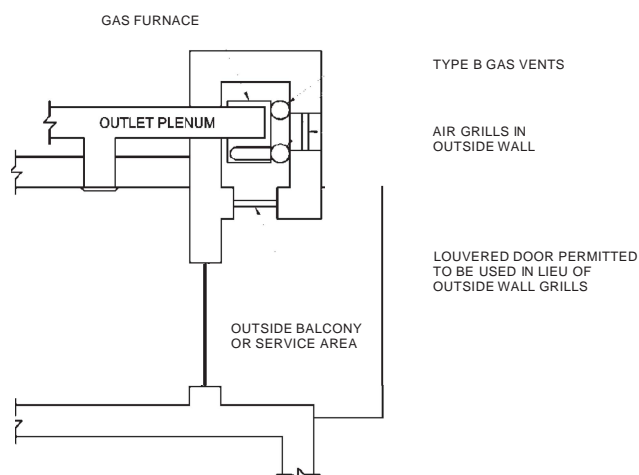 GAS FURNACE
TYPE B GAS VENTS
OUTLET PLENUM
AIR GRILLS IN
OUTSIDE WALL
LOUVERED DOOR PERMITTED
TO BE USED IN LIEU OF
OUTSIDE WALL GRILLS
OUTSIDE BALCONY
OR SERVICE AREA